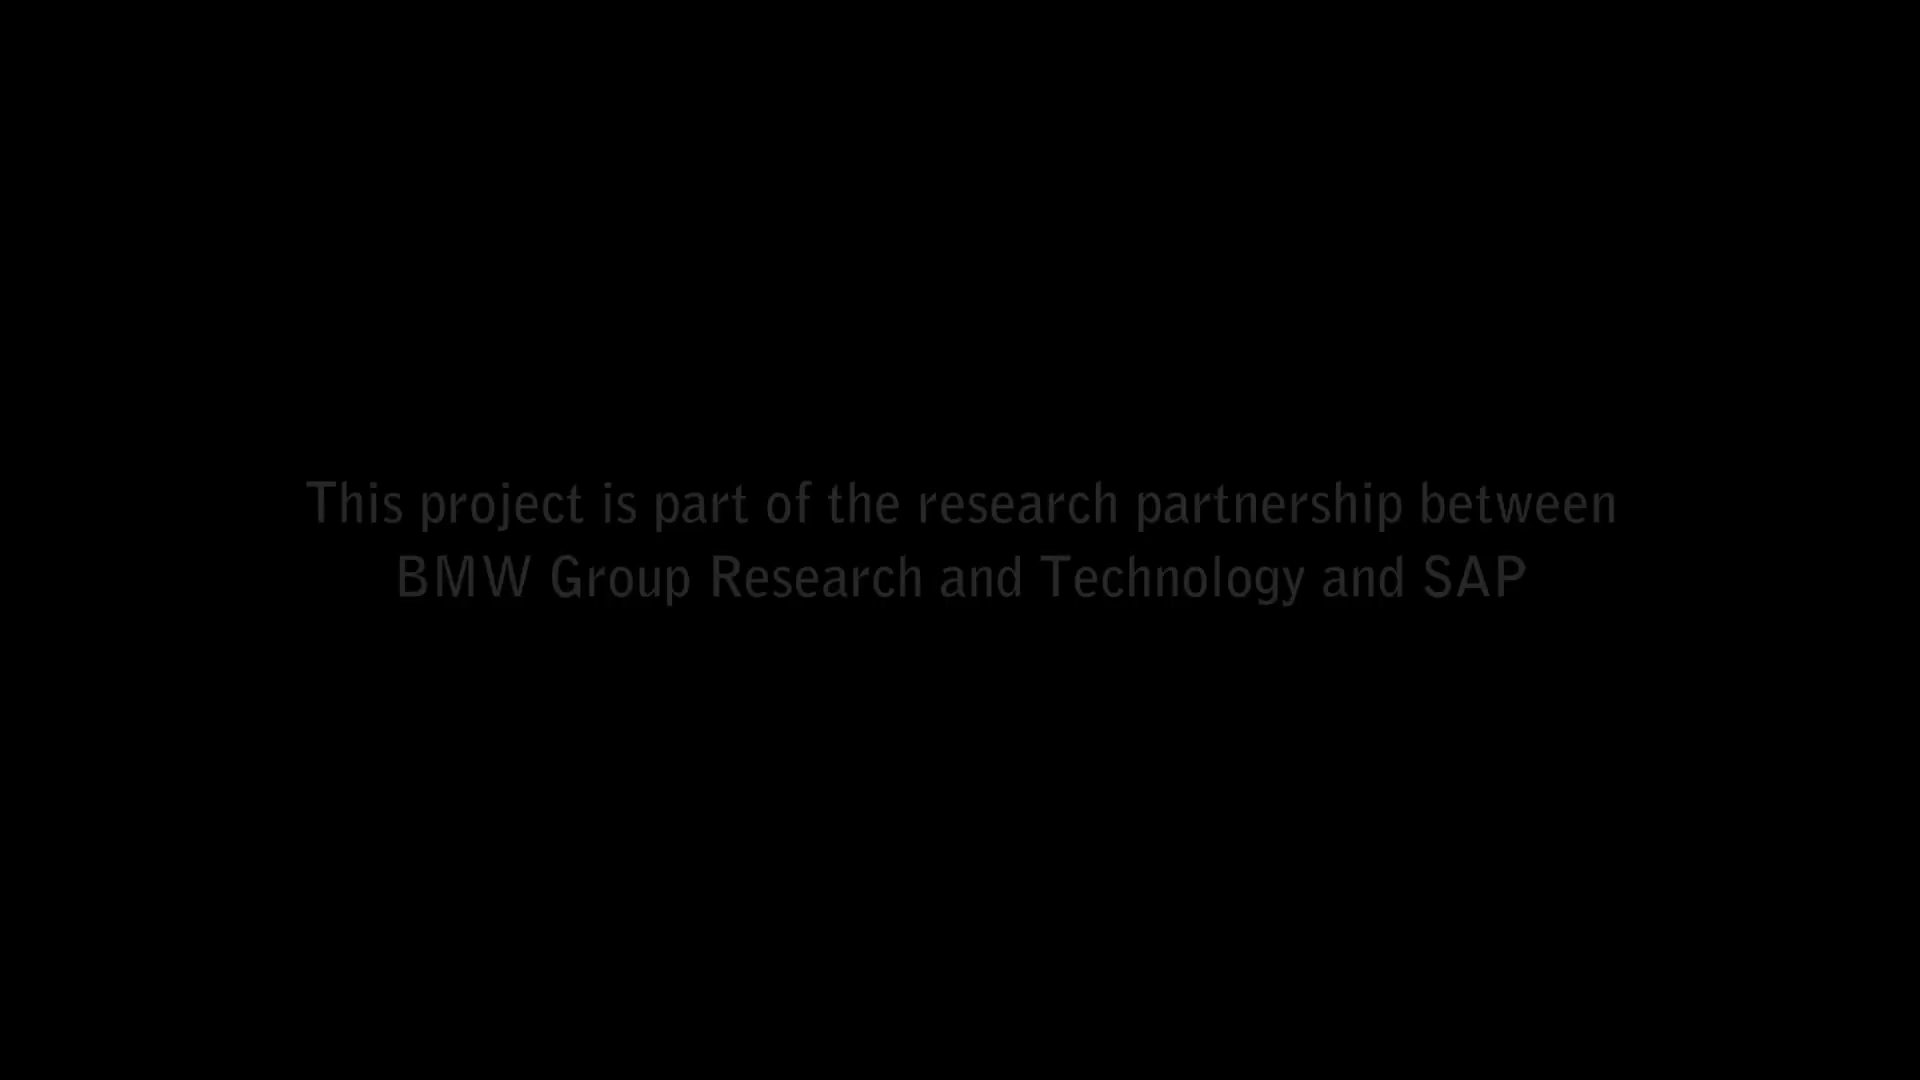 This project is part of the research partnership between
BMW Group Research and Technology and SAP